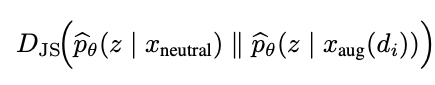 D_JS(p̂_θ(z | x_neutral) ∥ p̂_θ(z | x_aug(d_i)))